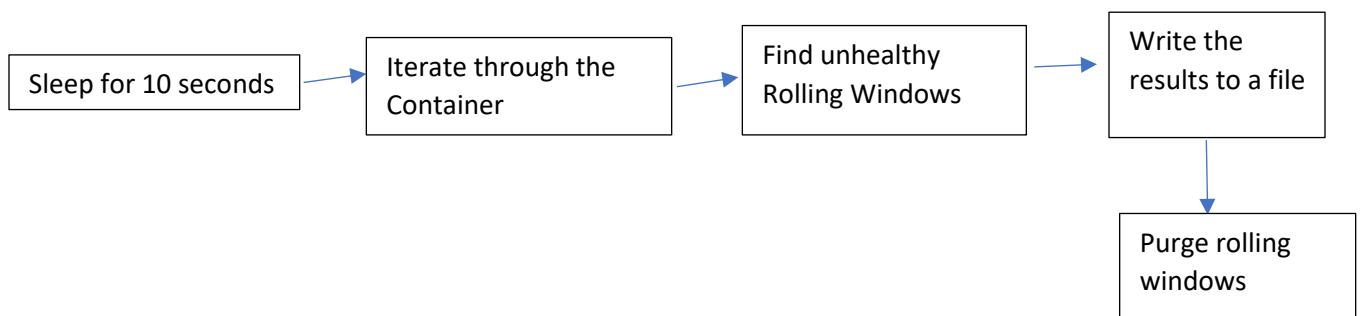 Sleep for 10 seconds
Iterate through the
Container
Find unhealthy
Rolling Windows
Write the
results to a file
Purge rolling
windows